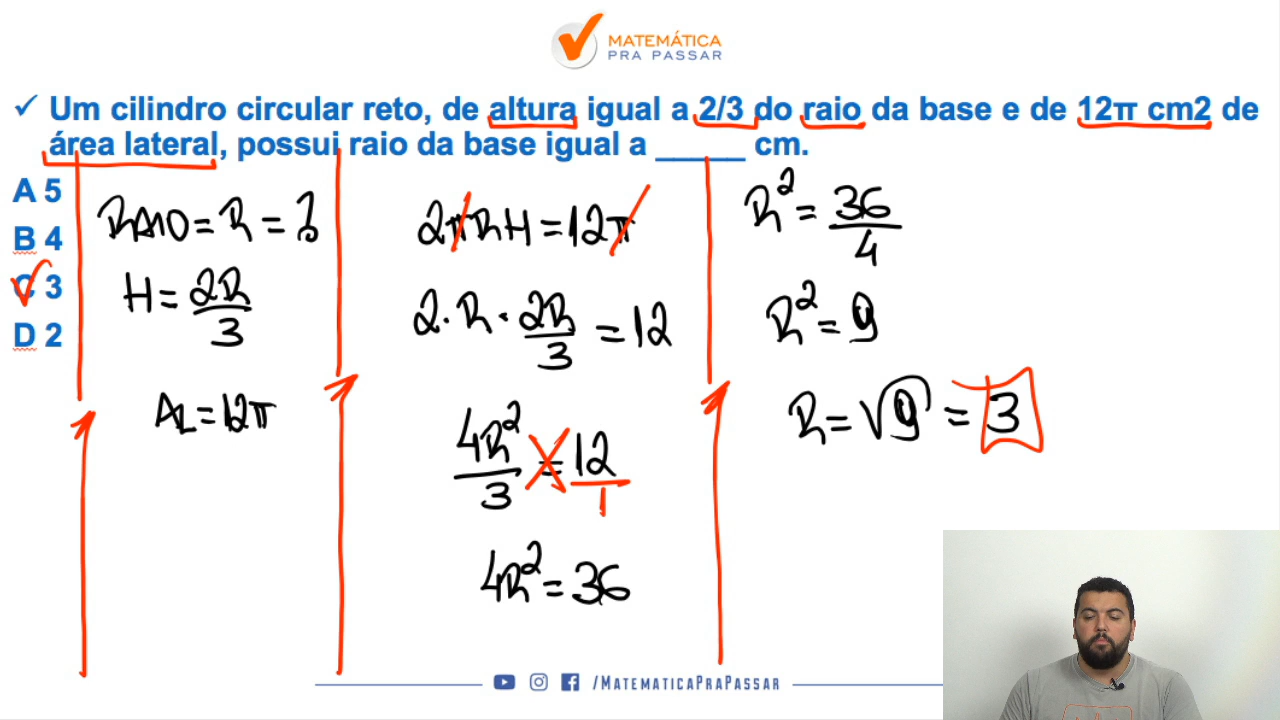 MATEMÁTICA
PRA PASSAR
✓ Um cilindro circular reto, de altura igual a 2/3 do raio da base e de 12π cm2 de
área lateral, possui raio da base igual a _____ cm.
A 5
B 4
C 3
D 2
RAIO = R = ?
H = 2R/3
AL = 12π
2πRH = 12π
2 · R · 2R/3 = 12
4R²/3 = 12/1
4R² = 36
R² = 36/4
R² = 9
R = √9 = 3
/MatematicaPraPassar